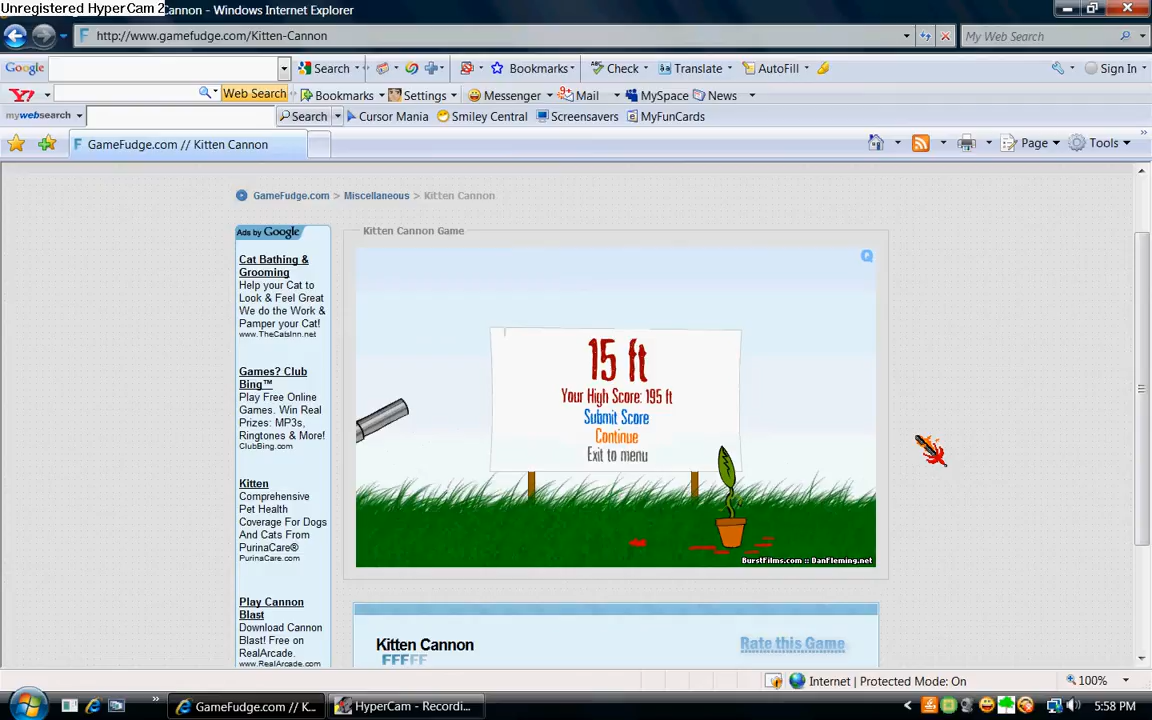 Unregistered HyperCam 2
Cannon - Windows Internet Explorer
http://www.gamefudge.com/Kitten-Cannon
My Web Search
Google
Search
Bookmarks
Check
Translate
AutoFill
Sign In
Y!
Web Search
Bookmarks
Settings
Messenger
Mail
MySpace
News
mywebsearch
Search
Cursor Mania
Smiley Central
Screensavers
MyFunCards
GameFudge.com // Kitten Cannon
Page
Tools
GameFudge.com > Miscellaneous > Kitten Cannon
Ads by Google
Cat Bathing &
Grooming
Help your Cat to
Look & Feel Great
We do the Work &
Pamper your Cat!
www.TheCatsInn.net
Games? Club
Bing™
Play Free Online
Games. Win Real
Prizes: MP3s,
Ringtones & More!
ClubBing.com
Kitten
Comprehensive
Pet Health
Coverage For Dogs
And Cats From
PurinaCare®
PurinaCare.com
Play Cannon
Blast
Download Cannon
Blast! Free on
RealArcade.
www.RealArcade.com
Kitten Cannon Game
Q
15 ft
Your High Score: 195 ft
Submit Score
Continue
Exit to menu
BurstFilms.com :: DanFleming.net
Kitten Cannon
Rate this Game
FFFFF
Internet | Protected Mode: On
100%
GameFudge.com // K...
HyperCam - Recordi...
5:58 PM